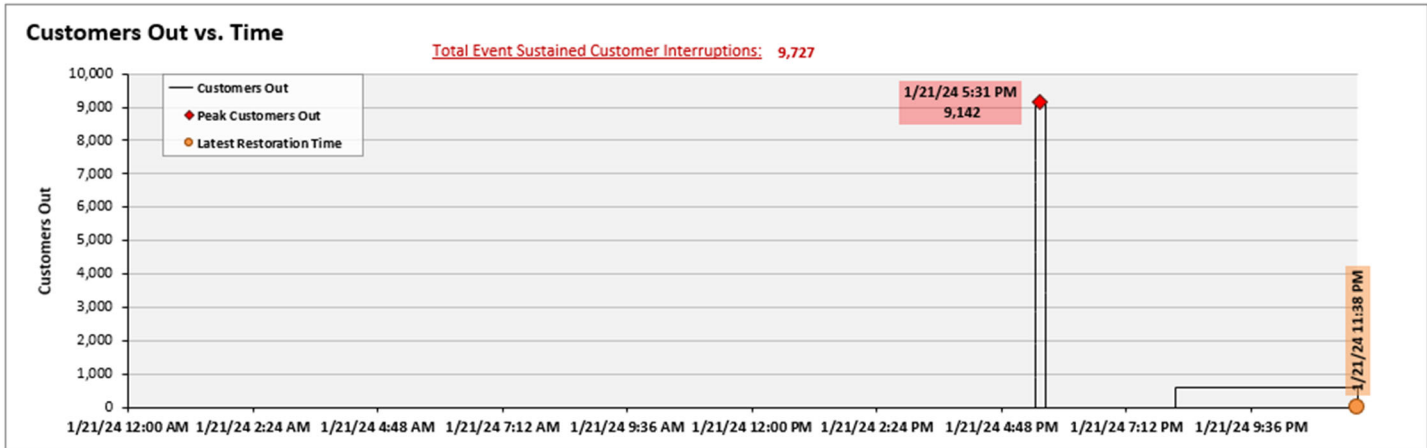 Customers Out vs. Time
Total Event Sustained Customer Interruptions: 9,727
Customers Out
Peak Customers Out
Latest Restoration Time
1/21/24 5:31 PM
9,142
Customers Out
10,000
9,000
8,000
7,000
6,000
5,000
4,000
3,000
2,000
1,000
0
1/21/24 11:38 PM
1/21/24 12:00 AM 1/21/24 2:24 AM 1/21/24 4:48 AM 1/21/24 7:12 AM 1/21/24 9:36 AM 1/21/24 12:00 PM 1/21/24 2:24 PM 1/21/24 4:48 PM 1/21/24 7:12 PM 1/21/24 9:36 PM